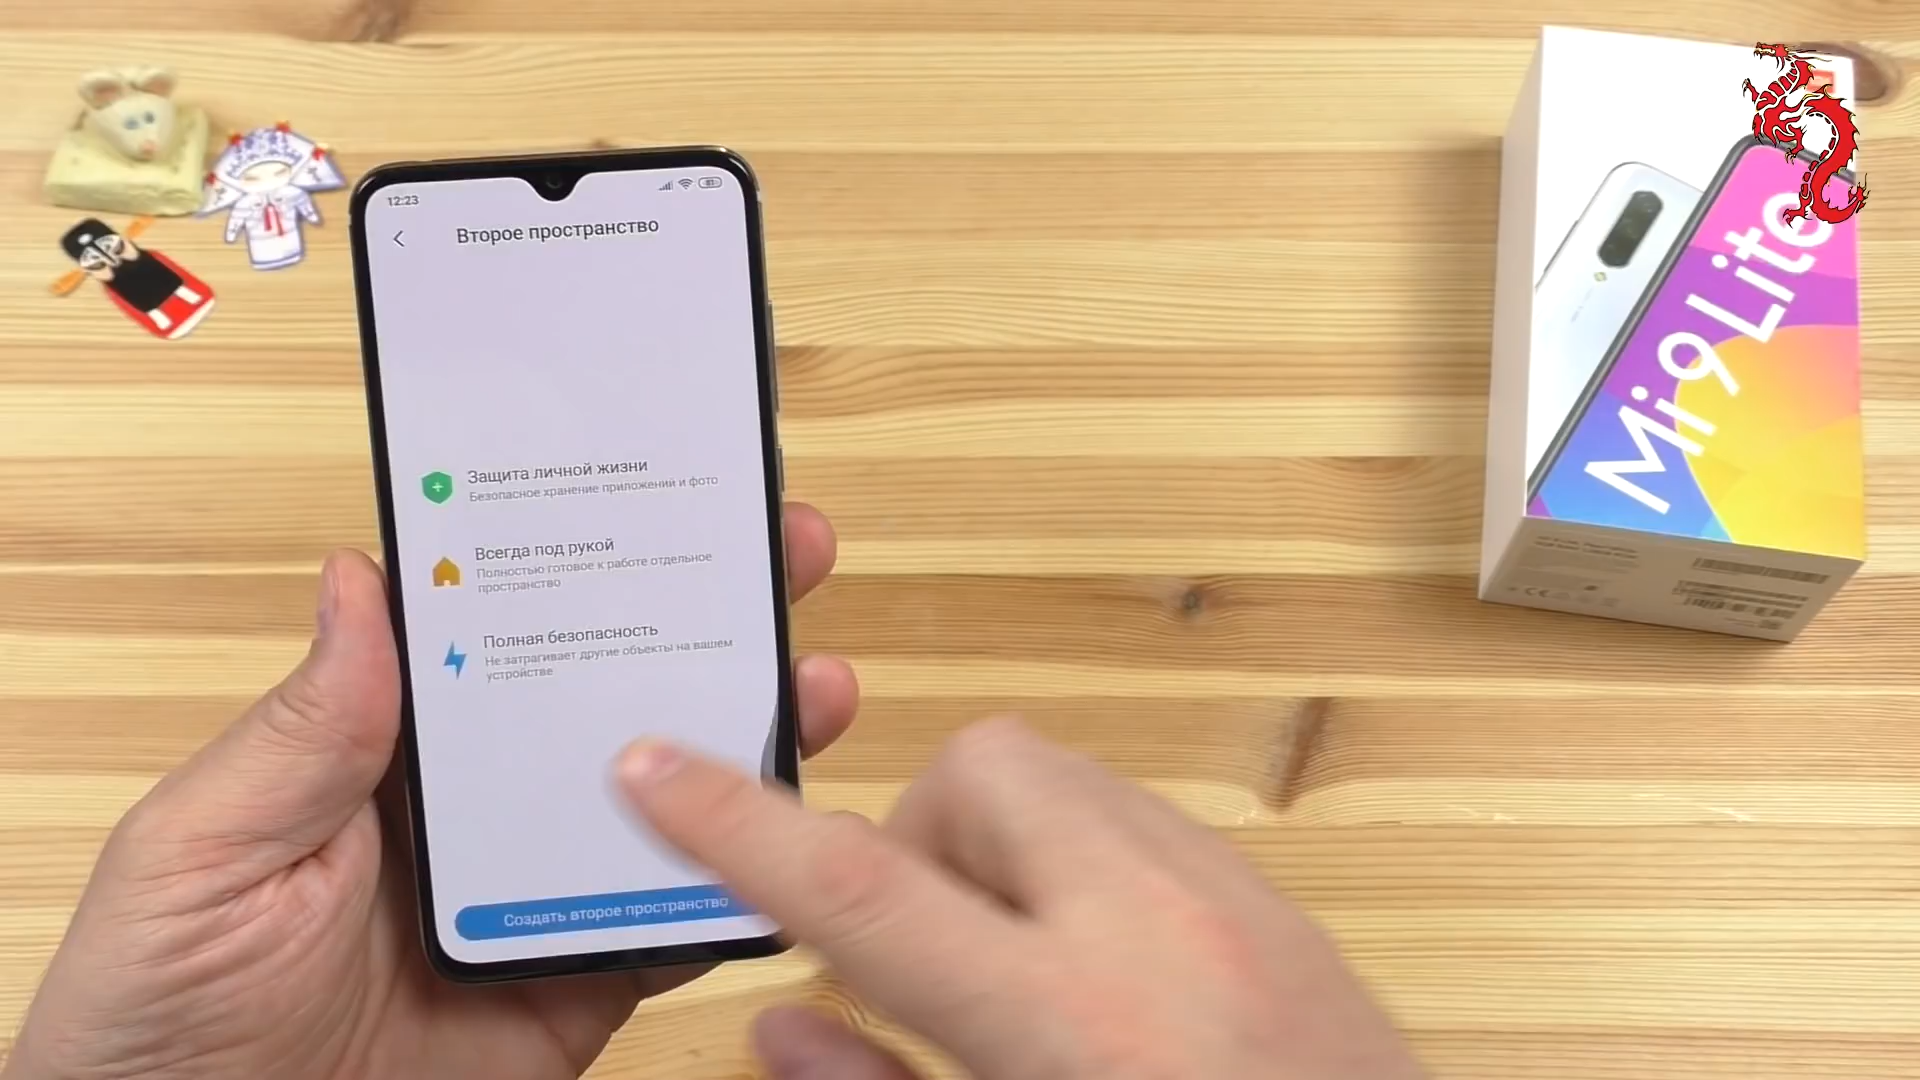 12:23
Второе пространство
Защита личной жизни
Безопасное хранение приложений и фото
Всегда под рукой
Полностью готовое к работе отдельное
пространство
Полная безопасность
Не затрагивает другие объекты на вашем
устройстве
Создать второе пространство
Mi 9 Lite